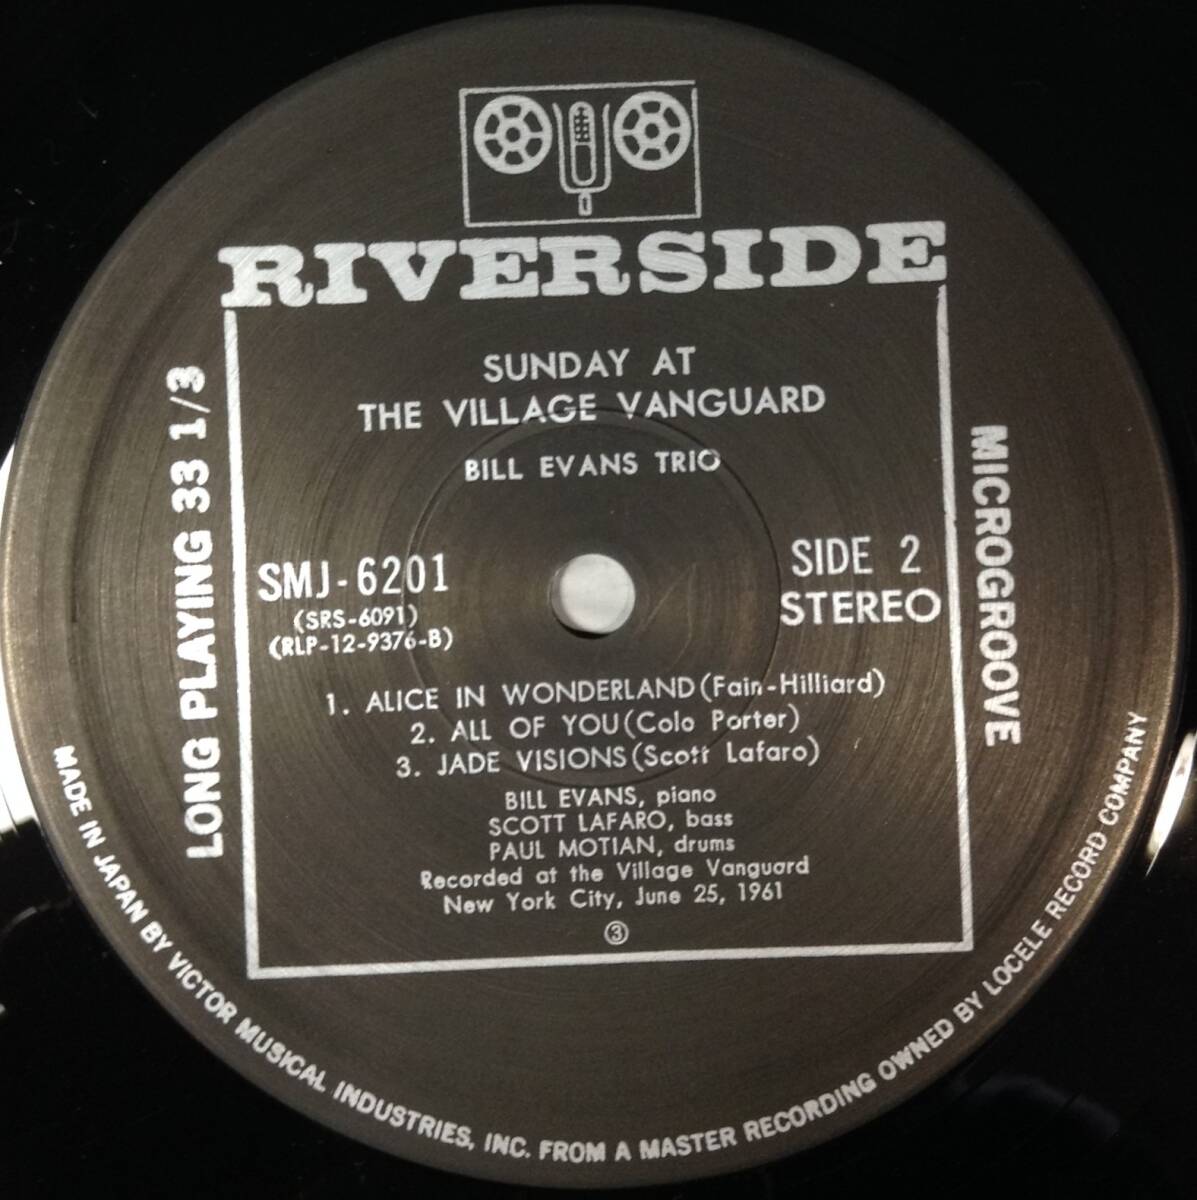 RIVERSIDE
SUNDAY AT
THE VILLAGE VANGUARD
BILL EVANS TRIO
LONG PLAYING 33 1/3
MICROGROOVE
SMJ-6201
(SRS-6091)
(RLP-12-9376-B)
SIDE 2
STEREO
1. ALICE IN WONDERLAND (Fain-Hilliard)
2. ALL OF YOU (Colo Porter)
3. JADE VISIONS (Scott Lafaro)
BILL EVANS, piano
SCOTT LAFARO, bass
PAUL MOTIAN, drums
Recorded at the Village Vanguard
New York City, June 25, 1961
③
MADE IN JAPAN BY VICTOR MUSICAL INDUSTRIES, INC. FROM A MASTER RECORDING OWNED BY LOCELE RECORD COMPANY